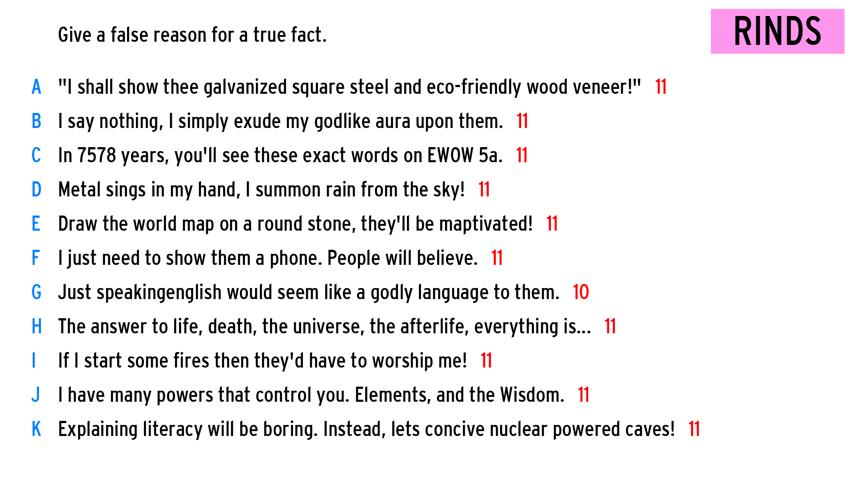 Give a false reason for a true fact.
RINDS
A "I shall show thee galvanized square steel and eco-friendly wood veneer!" 11
B I say nothing, I simply exude my godlike aura upon them. 11
C In 7578 years, you'll see these exact words on EWOW 5a. 11
D Metal sings in my hand, I summon rain from the sky! 11
E Draw the world map on a round stone, they'll be maptivated! 11
F I just need to show them a phone. People will believe. 11
G Just speakingenglish would seem like a godly language to them. 10
H The answer to life, death, the universe, the afterlife, everything is... 11
I If I start some fires then they'd have to worship me! 11
J I have many powers that control you. Elements, and the Wisdom. 11
K Explaining literacy will be boring. Instead, lets concive nuclear powered caves! 11